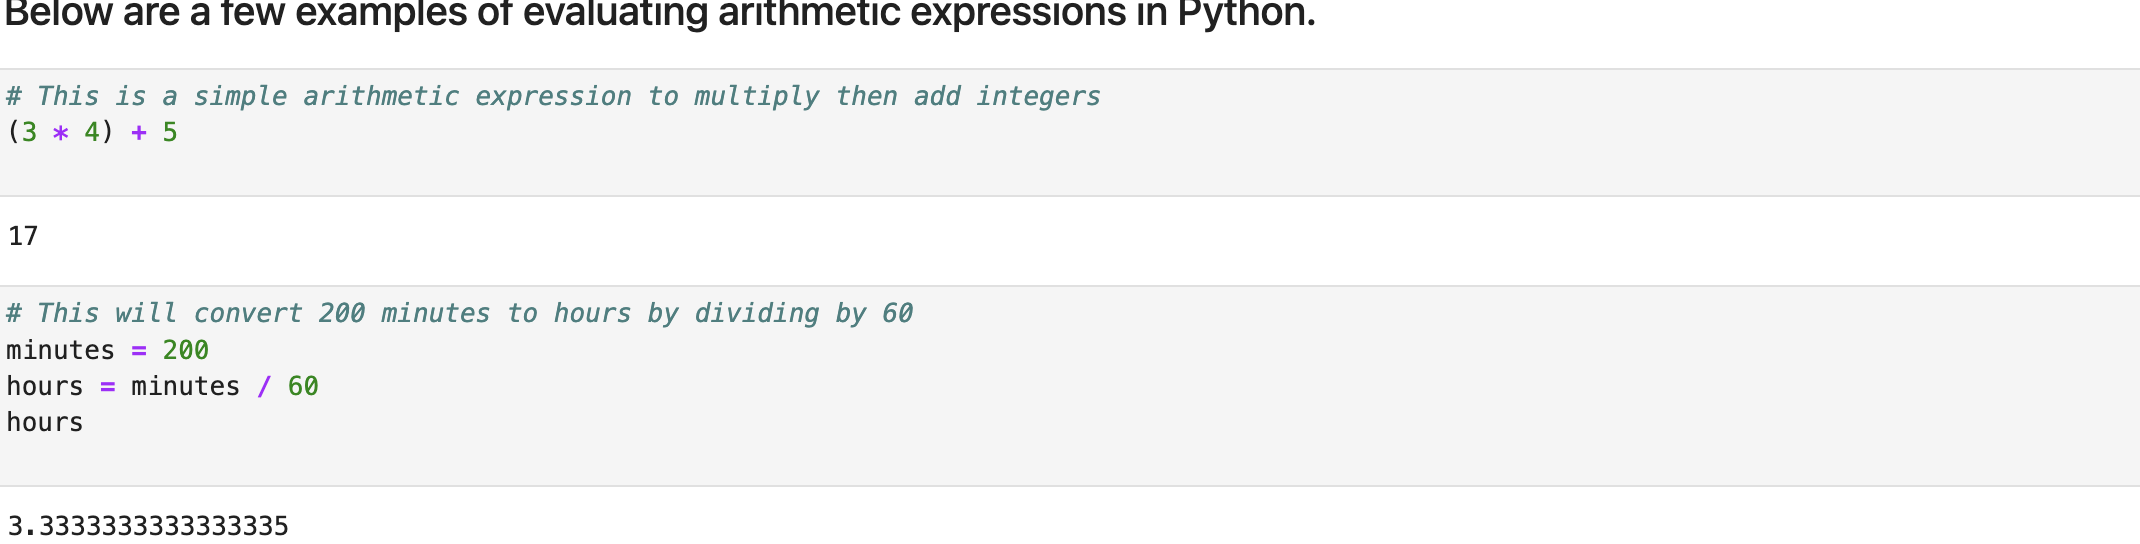 Below are a few examples of evaluating arithmetic expressions in Python.
# This is a simple arithmetic expression to multiply then add integers
(3 * 4) + 5
17
# This will convert 200 minutes to hours by dividing by 60
minutes = 200
hours = minutes / 60
hours
3.3333333333333335